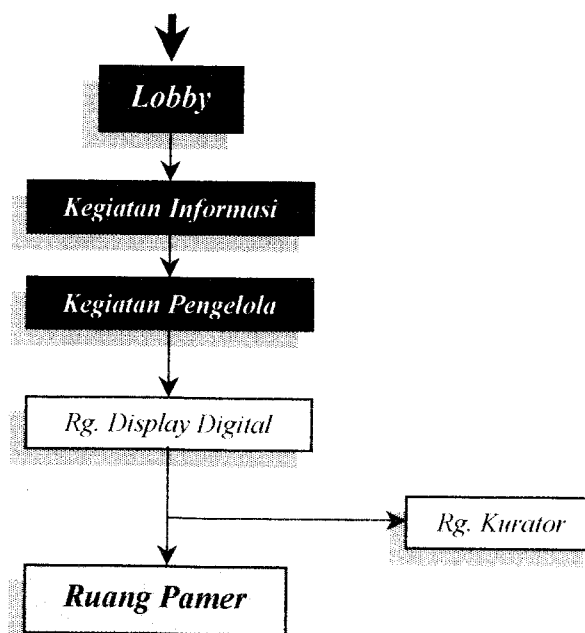 Lobby
Kegiatan Informasi
Kegiatan Pengelola
Rg. Display Digital
Rg. Kurator
Ruang Pamer